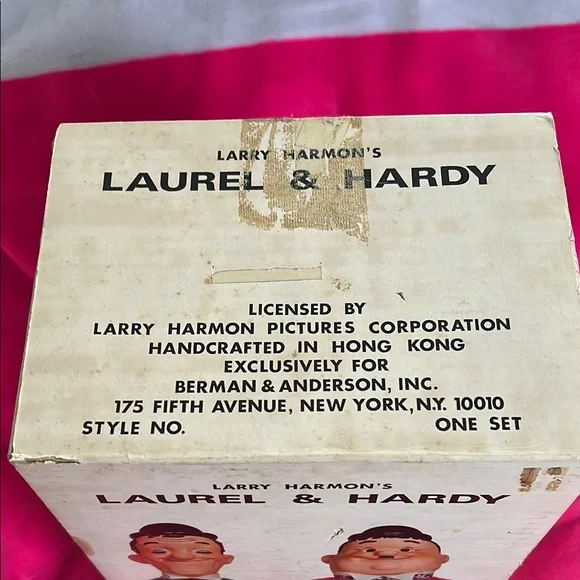 LARRY HARMON'S
LAUREL & HARDY
LICENSED BY
LARRY HARMON PICTURES CORPORATION
HANDCRAFTED IN HONG KONG
EXCLUSIVELY FOR
BERMAN & ANDERSON, INC.
175 FIFTH AVENUE, NEW YORK, N.Y. 10010
STYLE NO. ONE SET
LARRY HARMON'S
LAUREL & HARDY